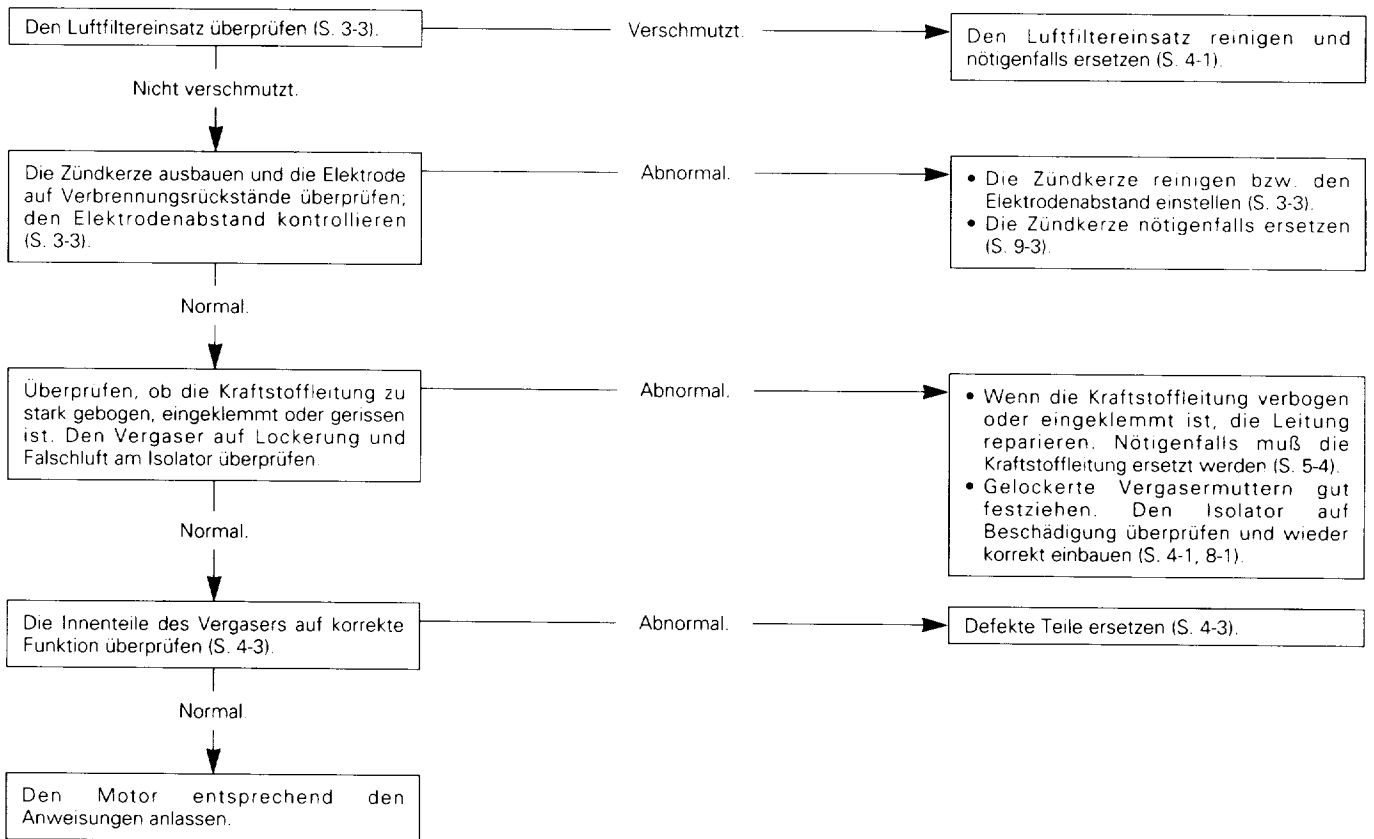 Den Luftfiltereinsatz überprüfen (S. 3-3).
Verschmutzt.
Den Luftfiltereinsatz reinigen und
nötigenfalls ersetzen (S. 4-1).
Nicht verschmutzt.
Die Zündkerze ausbauen und die Elektrode
auf Verbrennungsrückstände überprüfen;
den Elektrodenabstand kontrollieren
(S. 3-3).
Abnormal.
• Die Zündkerze reinigen bzw. den
Elektrodenabstand einstellen (S. 3-3).
• Die Zündkerze nötigenfalls ersetzen
(S. 9-3).
Normal.
Überprüfen, ob die Kraftstoffleitung zu
stark gebogen, eingeklemmt oder gerissen
ist. Den Vergaser auf Lockerung und
Falschluft am Isolator überprüfen.
Abnormal.
• Wenn die Kraftstoffleitung verbogen
oder eingeklemmt ist, die Leitung
reparieren. Nötigenfalls muß die
Kraftstoffleitung ersetzt werden (S. 5-4).
• Gelockerte Vergasermuttern gut
festziehen. Den Isolator auf
Beschädigung überprüfen und wieder
korrekt einbauen (S. 4-1, 8-1).
Normal.
Die Innenteile des Vergasers auf korrekte
Funktion überprüfen (S. 4-3).
Abnormal.
Defekte Teile ersetzen (S. 4-3).
Normal.
Den Motor entsprechend den
Anweisungen anlassen.